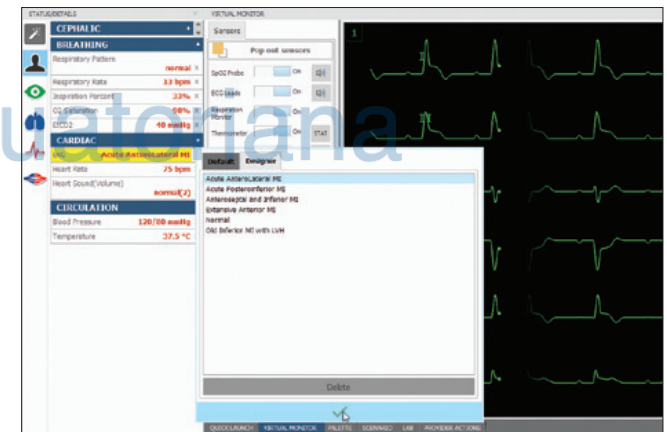 STATUS/DETAILS
VIRTUAL MONITOR
CEPHALIC
BREATHING
Respiratory Pattern
normal
Respiratory Rate
13 bpm
Inspiration Percent
33%
O2 Saturation
98%
EtCO2
40 mmHg
CARDIAC
EKG
Acute AnteroLateral MI
Heart Rate
75 bpm
Heart Sound(Volume)
normal(2)
CIRCULATION
Blood Pressure
120/80 mmHg
Temperature
37.5 °C
Sensors
Pop out sensors
SpO2 Probe
On
ECG Leads
On
Respiration
Monitor
On
Thermometer
On
STAT
1
II
Default
Designer
Acute AnteroLateral MI
Acute Posteroinferior MI
Anteroseptal and Inferior MI
Extensive Anterior MI
Normal
Old Inferior MI with LVH
Delete
QUICKLAUNCH
VIRTUAL MONITOR
PALETTE
SCENARIO
LAB
PROVIDER ACTIONS